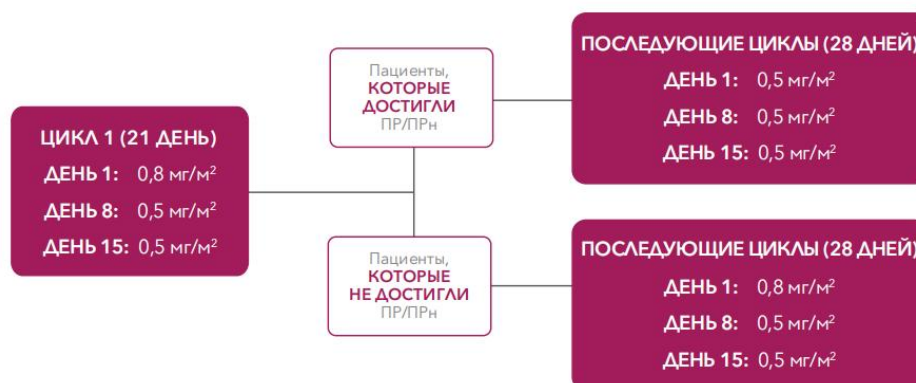 ЦИКЛ 1 (21 ДЕНЬ)
ДЕНЬ 1: 0,8 мг/м²
ДЕНЬ 8: 0,5 мг/м²
ДЕНЬ 15: 0,5 мг/м²
Пациенты,
КОТОРЫЕ
ДОСТИГЛИ
ПР/ПРн
ПОСЛЕДУЮЩИЕ ЦИКЛЫ (28 ДНЕЙ)
ДЕНЬ 1: 0,5 мг/м²
ДЕНЬ 8: 0,5 мг/м²
ДЕНЬ 15: 0,5 мг/м²
Пациенты,
КОТОРЫЕ
НЕ ДОСТИГЛИ
ПР/ПРн
ПОСЛЕДУЮЩИЕ ЦИКЛЫ (28 ДНЕЙ)
ДЕНЬ 1: 0,8 мг/м²
ДЕНЬ 8: 0,5 мг/м²
ДЕНЬ 15: 0,5 мг/м²